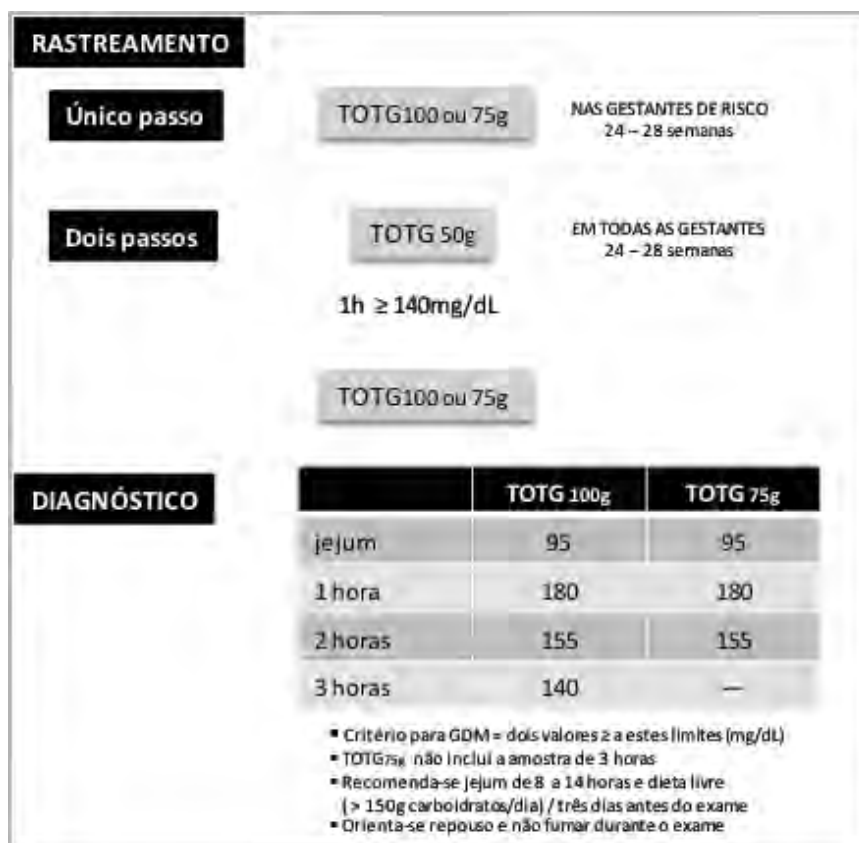 RASTREAMENTO
Único passo
TOTG100 ou 75g
NAS GESTANTES DE RISCO
24 – 28 semanas
Dois passos
TOTG 50g
EM TODAS AS GESTANTES
24 – 28 semanas
1h ≥ 140mg/dL
TOTG100 ou 75g
DIAGNÓSTICO
TOTG 100g TOTG 75g
jejum 95 95
1 hora 180 180
2 horas 155 155
3 horas 140 —
▪ Critério para GDM = dois valores ≥ a estes limites (mg/dL)
▪ TOTG75g não inclui a amostra de 3 horas
▪ Recomenda-se jejum de 8 a 14 horas e dieta livre
( > 150g carboidratos/dia) / três dias antes do exame
▪ Orienta-se repouso e não fumar durante o exame